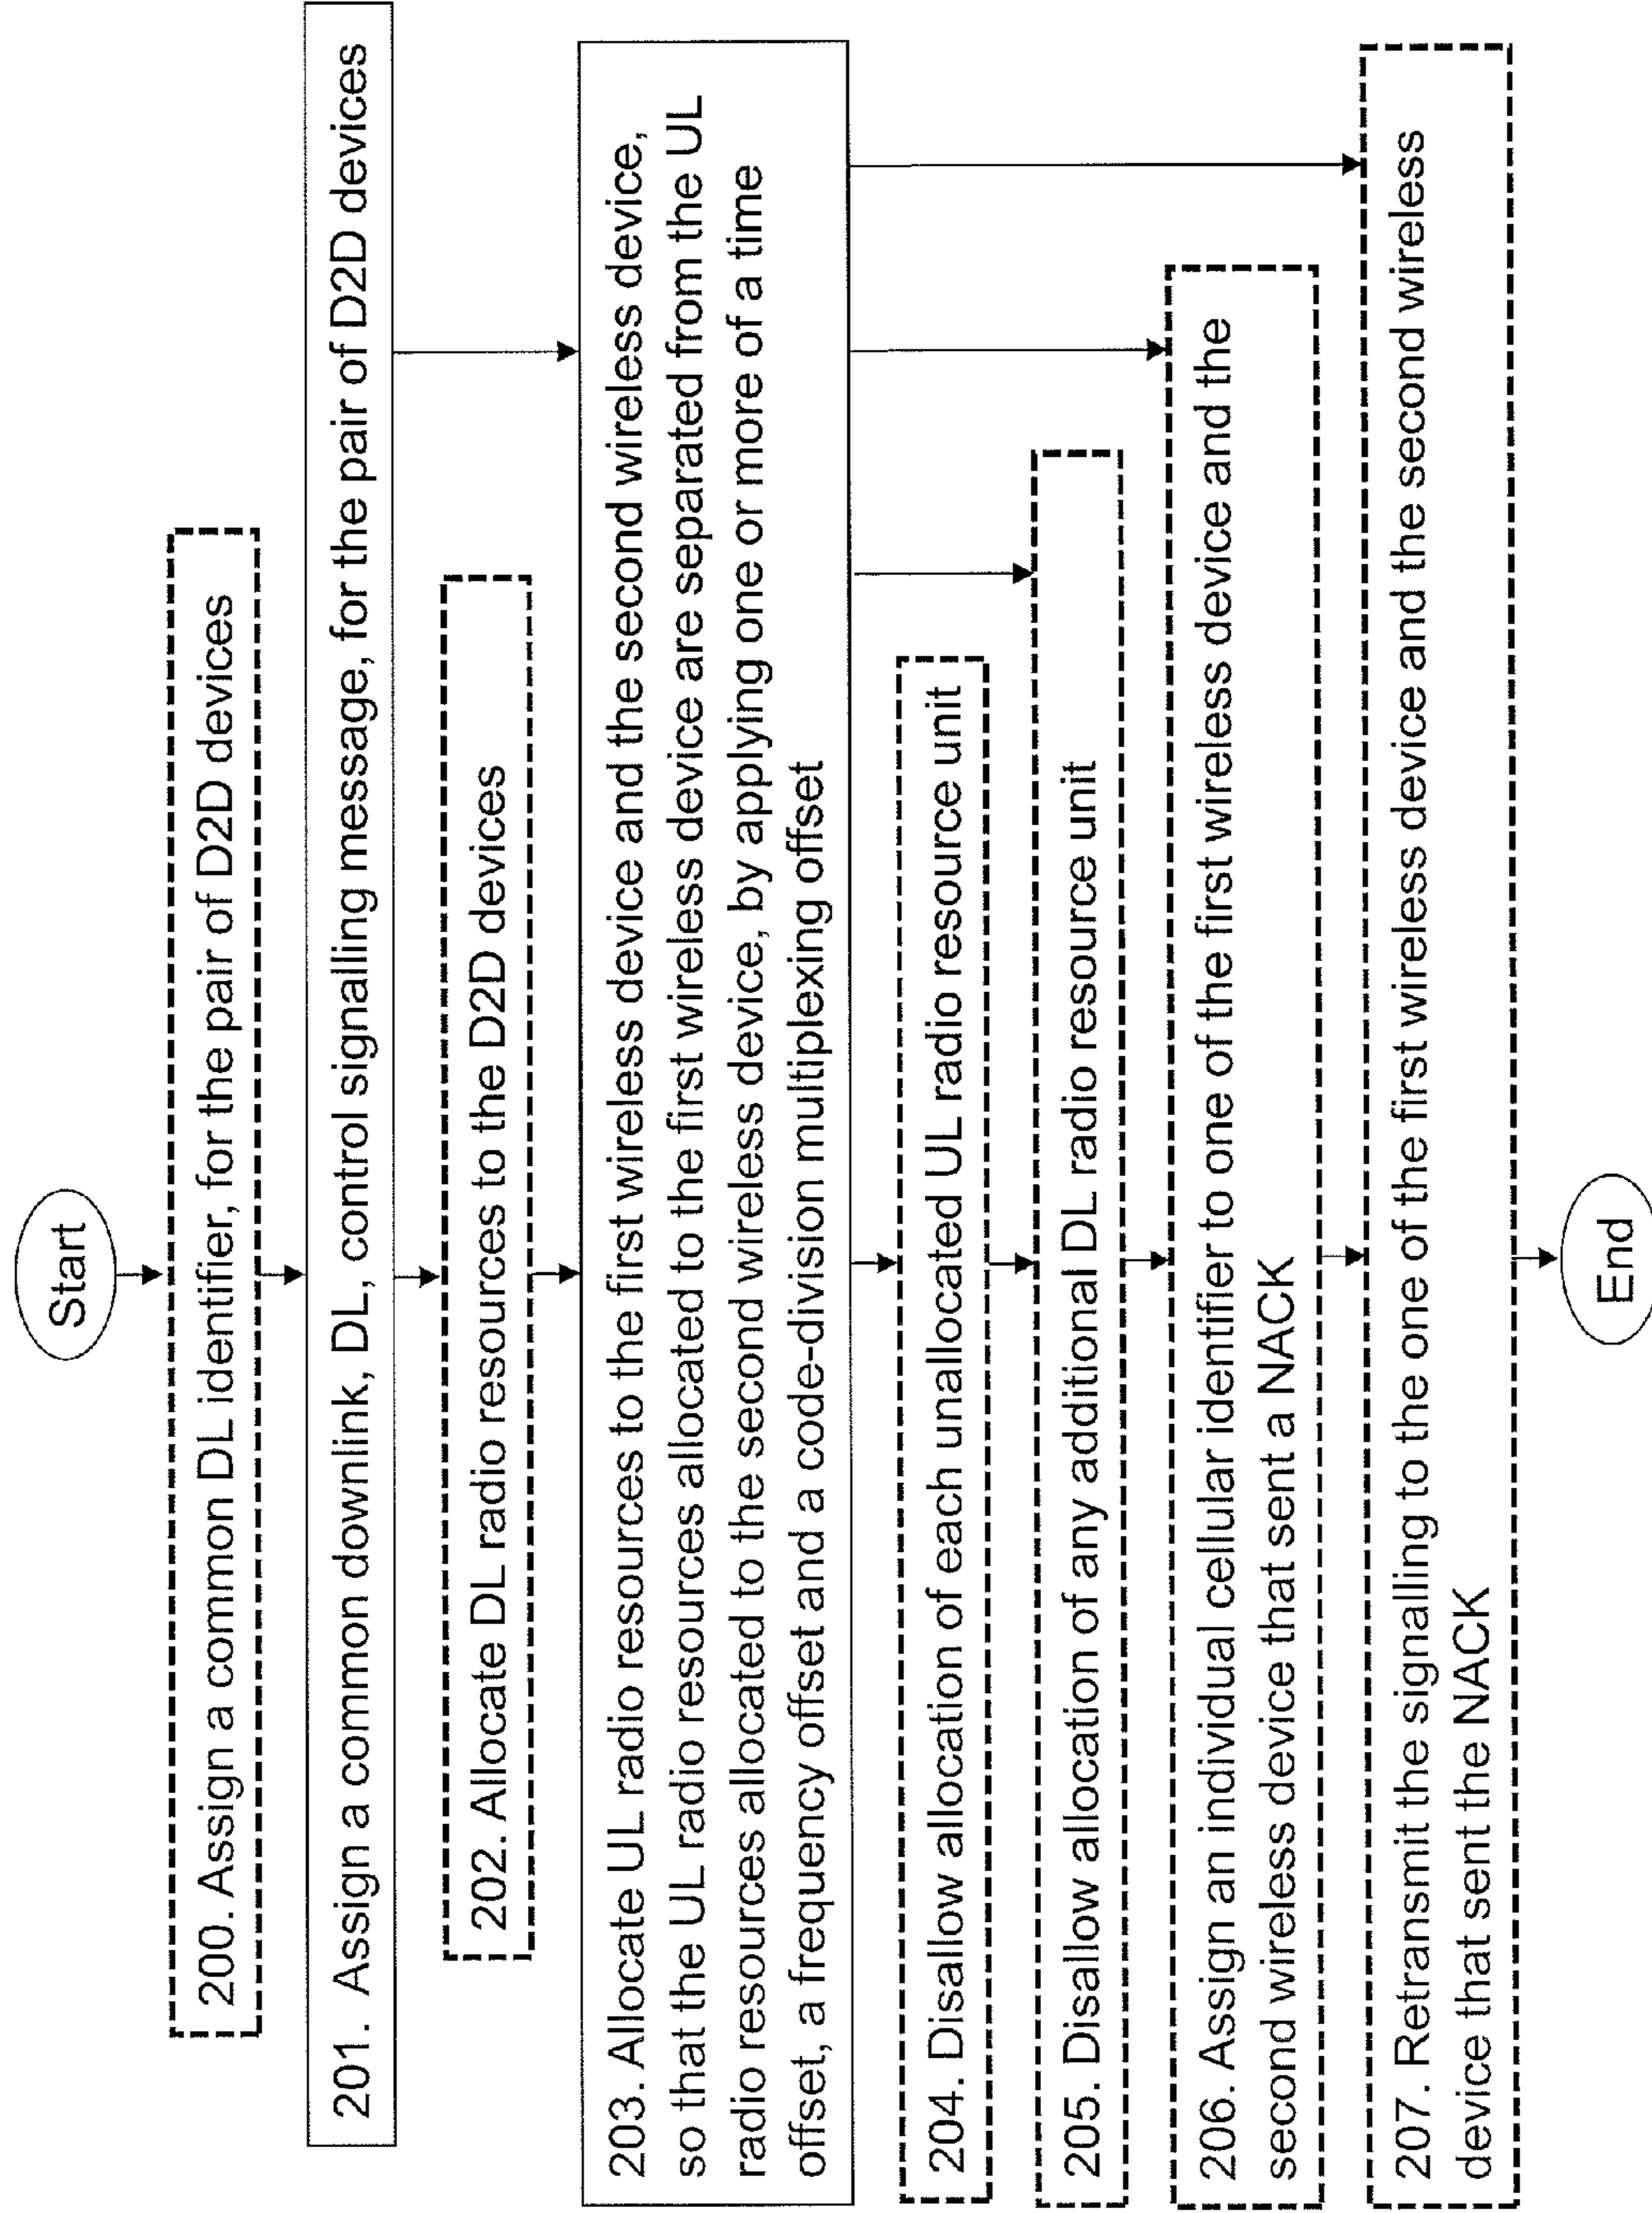 Start
200. Assign a common DL identifier, for the pair of D2D devices
201. Assign a common downlink, DL, control signalling message, for the pair of D2D devices
202. Allocate DL radio resources to the D2D devices
203. Allocate UL radio resources to the first wireless device and the second wireless device,
so that the UL radio resources allocated to the first wireless device are separated from the UL
radio resources allocated to the second wireless device, by applying one or more of a time
offset, a frequency offset and a code-division multiplexing offset
204. Disallow allocation of each unallocated UL radio resource unit
205. Disallow allocation of any additional DL radio resource unit
206. Assign an individual cellular identifier to one of the first wireless device and the
second wireless device that sent a NACK
207. Retransmit the signalling to the one of the first wireless device and the second wireless
device that sent the NACK
End